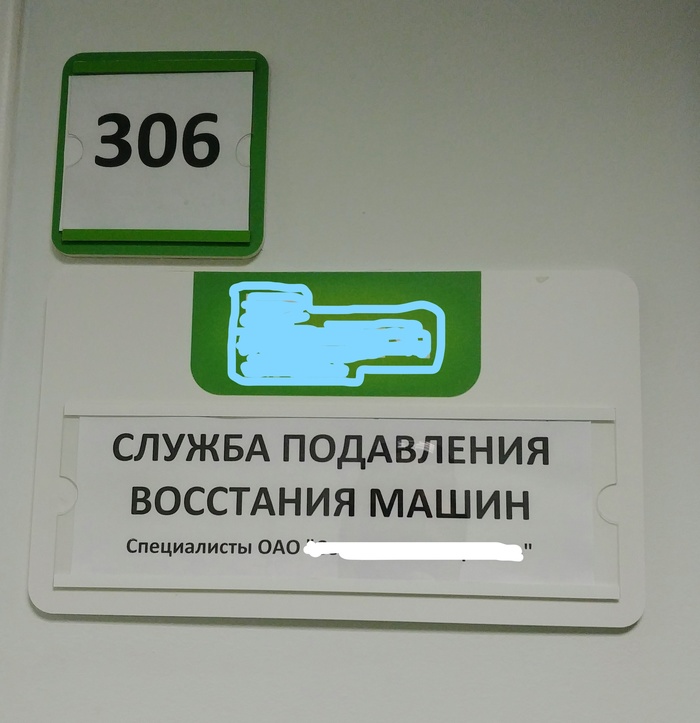 306
СЛУЖБА ПОДАВЛЕНИЯ
ВОССТАНИЯ МАШИН
Специалисты ОАО